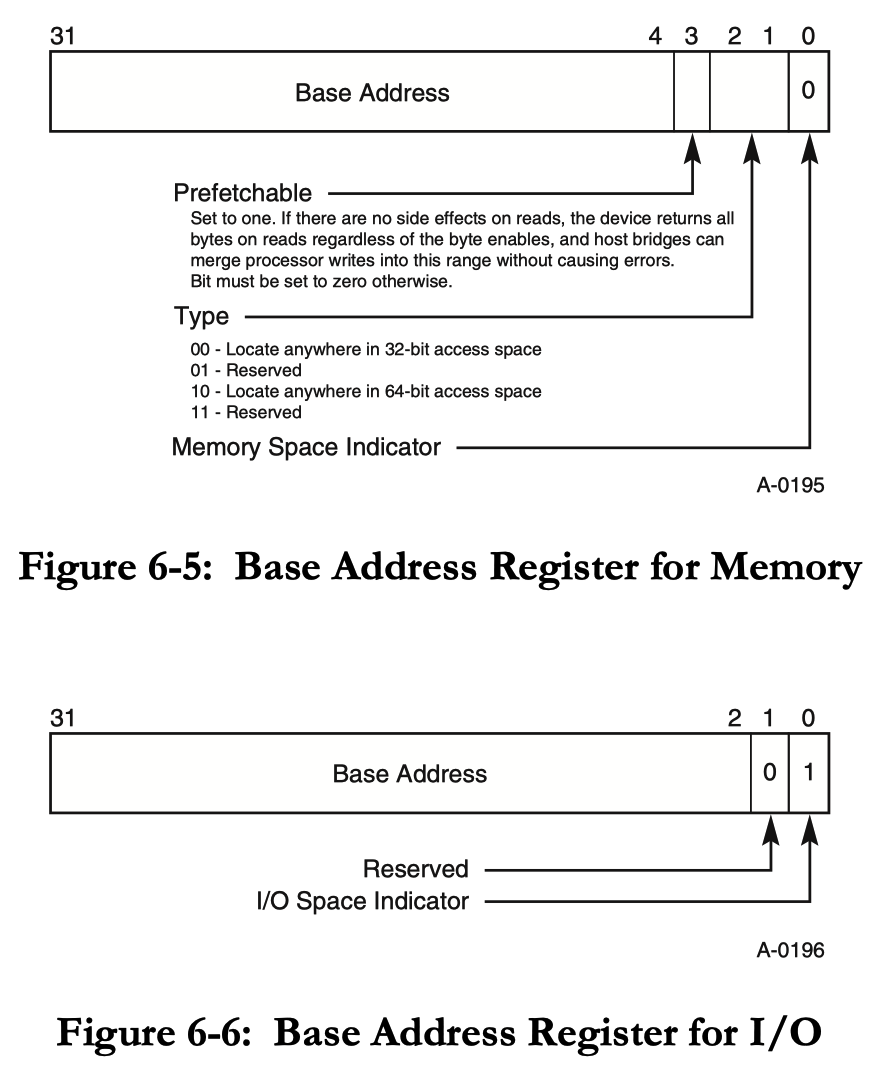 31 4 3 2 1 0
Base Address 0
Prefetchable
Set to one. If there are no side effects on reads, the device returns all
bytes on reads regardless of the byte enables, and host bridges can
merge processor writes into this range without causing errors.
Bit must be set to zero otherwise.
Type
00 - Locate anywhere in 32-bit access space
01 - Reserved
10 - Locate anywhere in 64-bit access space
11 - Reserved
Memory Space Indicator
A-0195
Figure 6-5: Base Address Register for Memory
31 2 1 0
Base Address 0 1
Reserved
I/O Space Indicator
A-0196
Figure 6-6: Base Address Register for I/O